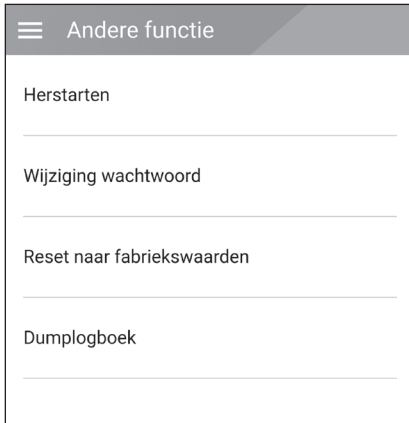 Andere functie
Herstarten
Wijziging wachtwoord
Reset naar fabriekswaarden
Dumplogboek